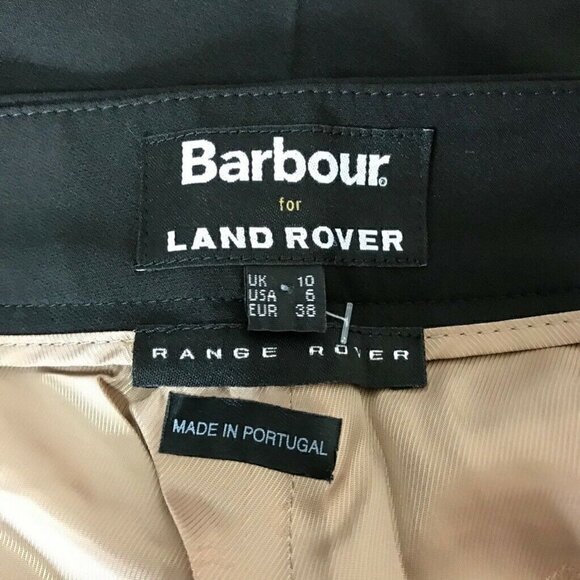 Barbour®
for
LAND ROVER
UK 10
USA 6
EUR 38
RANGE ROVER
MADE IN PORTUGAL